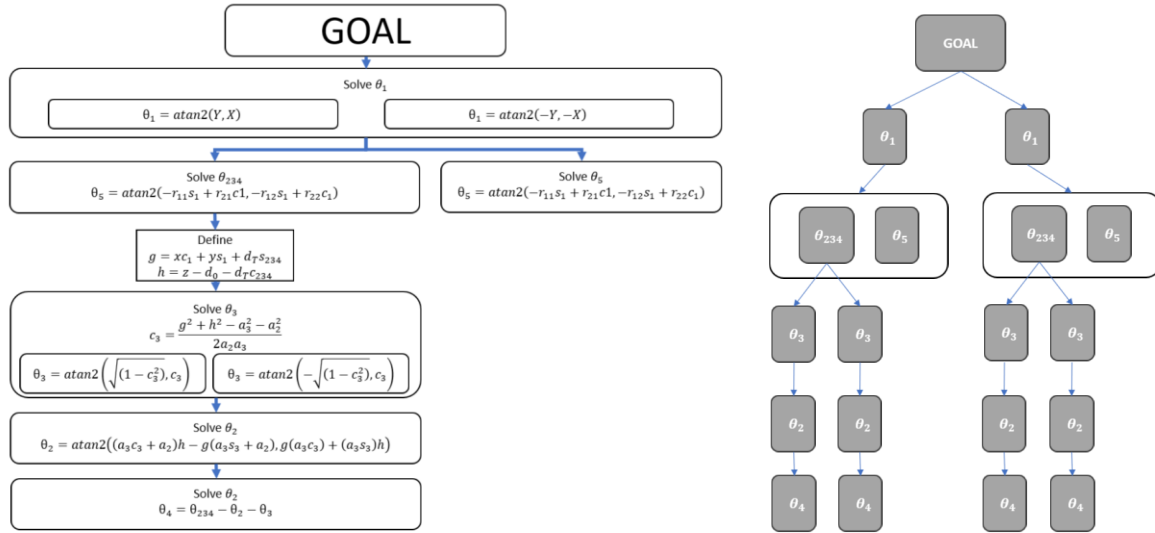 GOAL
Solve θ₁
θ₁ = atan2(Y, X)
θ₁ = atan2(−Y, −X)
Solve θ₂₃₄
θ₅ = atan2(−r₁₁s₁ + r₂₁c1, −r₁₂s₁ + r₂₂c₁)
Solve θ₅
θ₅ = atan2(−r₁₁s₁ + r₂₁c1, −r₁₂s₁ + r₂₂c₁)
Define
g = xc₁ + ys₁ + d_T s₂₃₄
h = z − d₀ − d_T c₂₃₄
Solve θ₃
c₃ = (g² + h² − a₃² − a₂²) / (2a₂a₃)
θ₃ = atan2(√(1 − c₃²), c₃)
θ₃ = atan2(−√(1 − c₃²), c₃)
Solve θ₂
θ₂ = atan2((a₃c₃ + a₂)h − g(a₃s₃ + a₂), g(a₃c₃) + (a₃s₃)h)
Solve θ₂
θ₄ = θ₂₃₄ − θ₂ − θ₃
GOAL
θ₁ θ₁
θ₂₃₄ θ₅ θ₂₃₄ θ₅
θ₃ θ₃ θ₃ θ₃
θ₂ θ₂ θ₂ θ₂
θ₄ θ₄ θ₄ θ₄